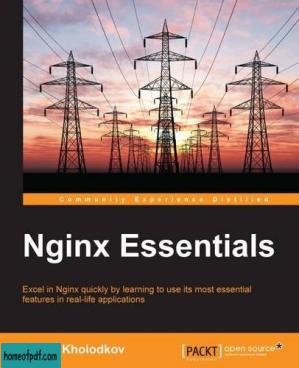 Community Experience Distilled
Nginx Essentials
Excel in Nginx quickly by learning to use its most essential
features in real-life applications
Kholodkov
[PACKT] open source*
PUBLISHING
homeofpdf.com